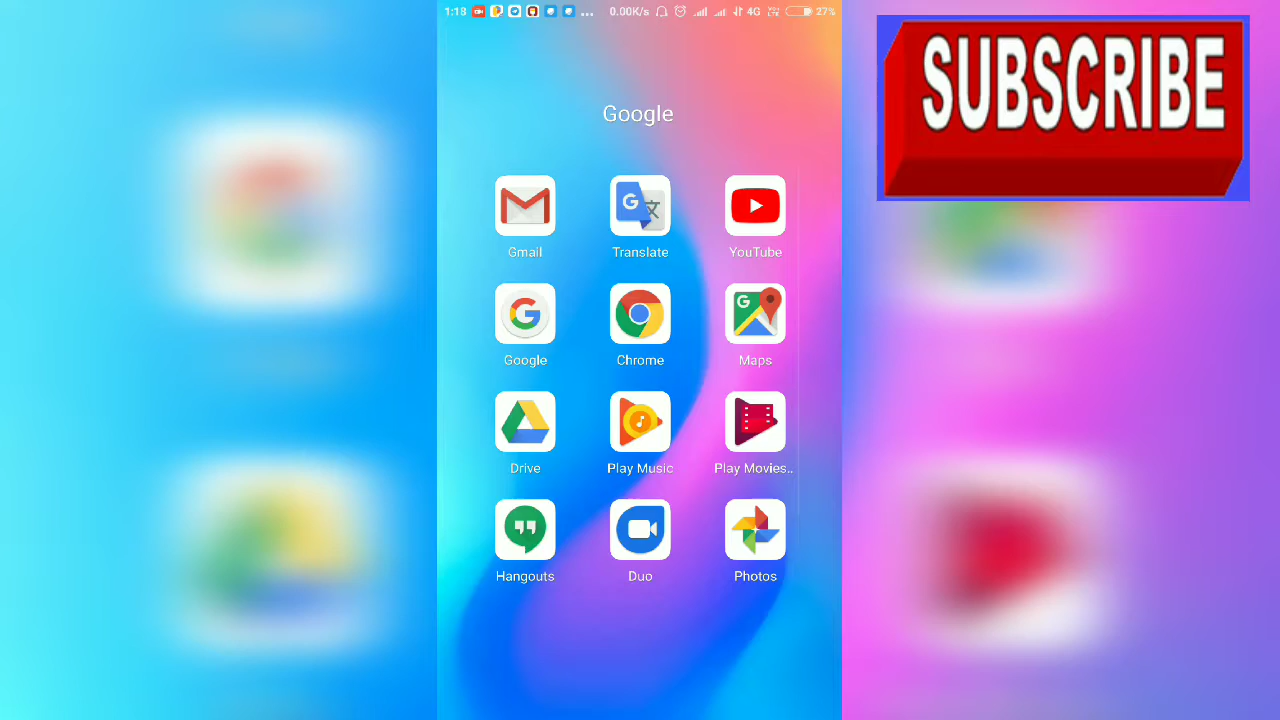 1:18 ... 0.00K/s 4G 27%
SUBSCRIBE
Google
Gmail Translate YouTube
Google Chrome Maps
Drive Play Music Play Movies..
Hangouts Duo Photos